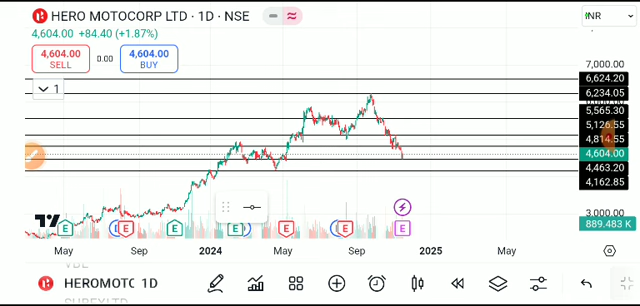 HERO MOTOCORP LTD · 1D · NSE
INR
4,604.00 +84.40 (+1.87%)
4,604.00
SELL
0.00
4,604.00
BUY
1
7,000.00
6,624.20
6,234.05
5,565.30
5,126.55
4,814.55
4,604.00
4,463.20
4,162.85
3,000.00
889.483 K
E E E E E E E
May Sep 2024 May Sep 2025 May
HEROMOTC 1D